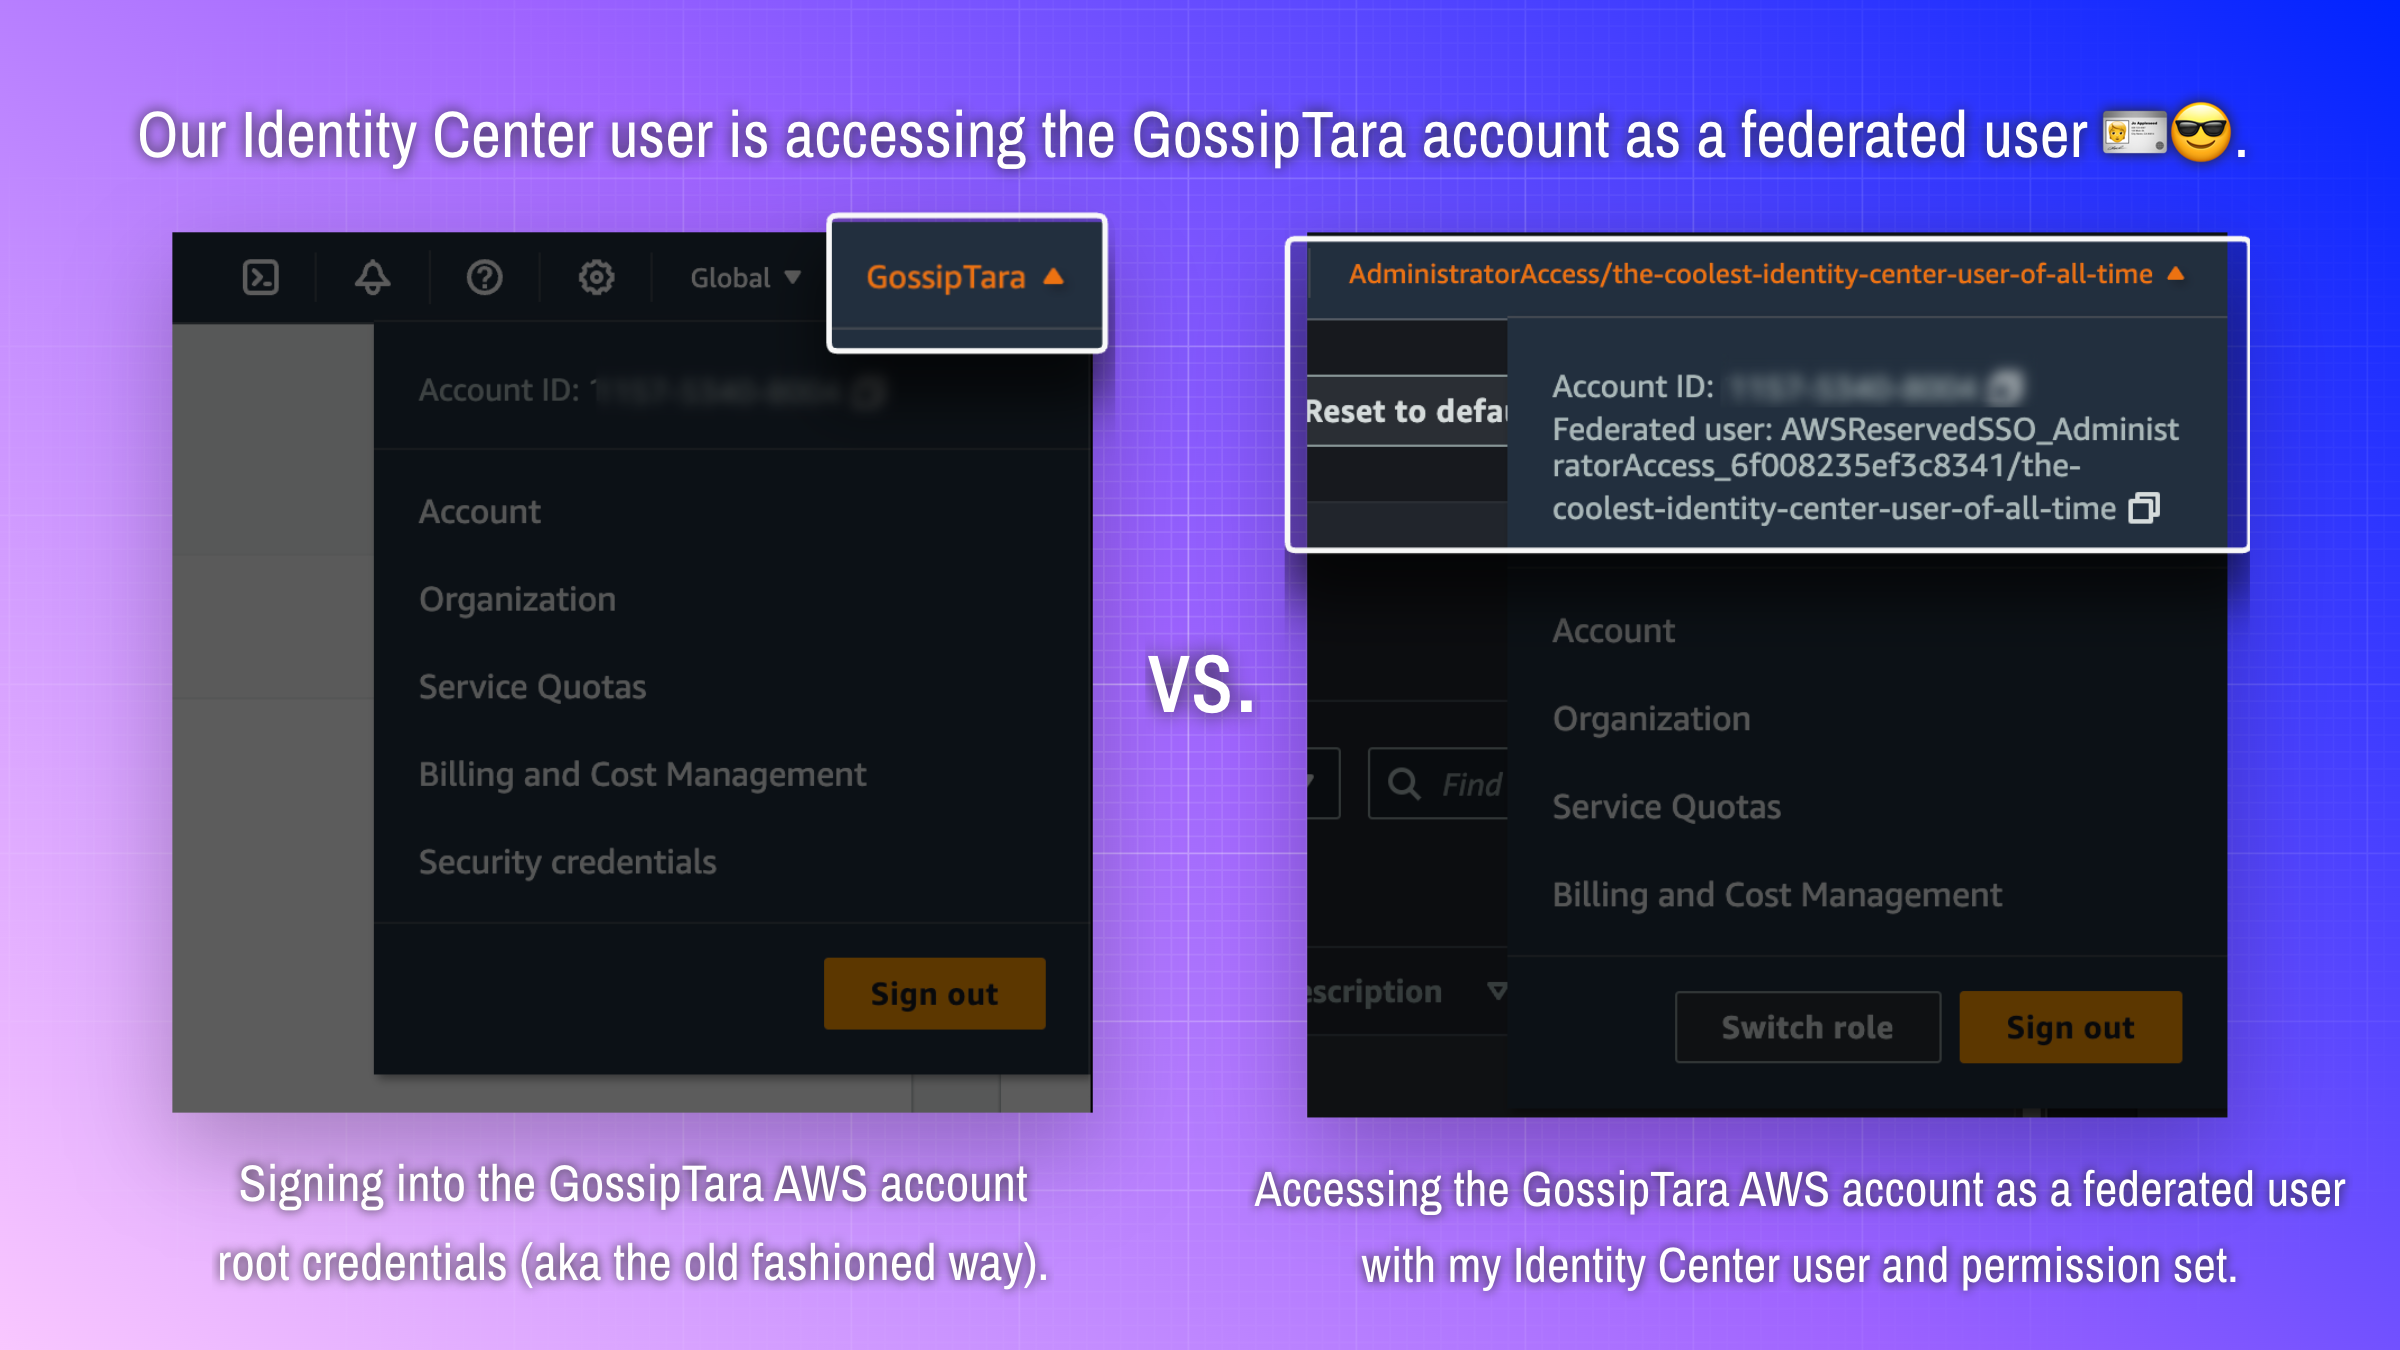 Our Identity Center user is accessing the GossipTara account as a federated user 🪪😎.
Global ▼
GossipTara ▲
Account ID:
Account
Organization
Service Quotas
Billing and Cost Management
Security credentials
Sign out
vs.
AdministratorAccess/the-coolest-identity-center-user-of-all-time ▲
Reset to defau
Account ID:
Federated user: AWSReservedSSO_Administ
ratorAccess_6f008235ef3c8341/the-
coolest-identity-center-user-of-all-time
Account
Organization
Service Quotas
Find
Billing and Cost Management
escription
Switch role
Sign out
Signing into the GossipTara AWS account
root credentials (aka the old fashioned way).
Accessing the GossipTara AWS account as a federated user
with my Identity Center user and permission set.